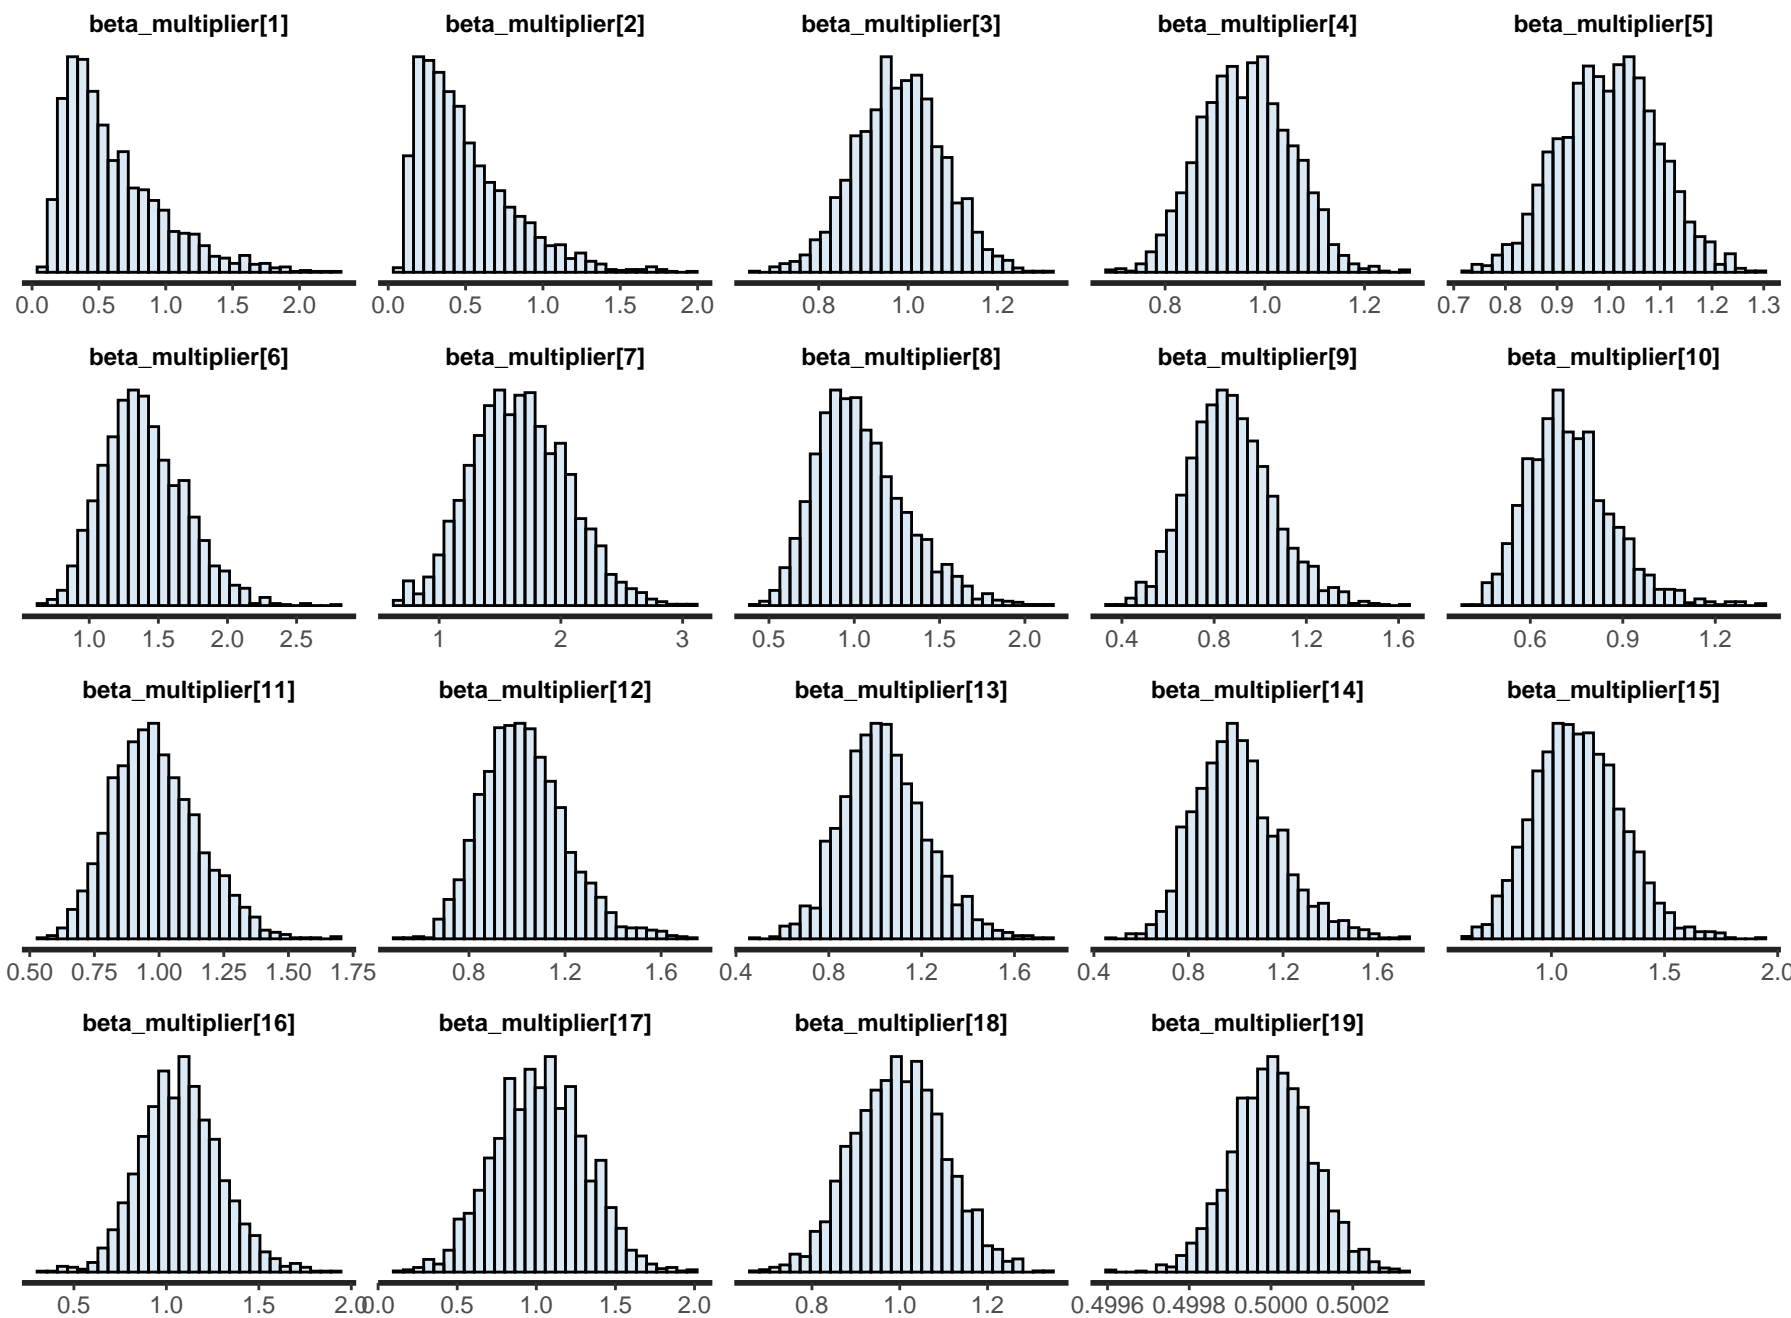 beta_multiplier[1] beta_multiplier[2] beta_multiplier[3] beta_multiplier[4] beta_multiplier[5]
0.0 0.5 1.0 1.5 2.0 0.0 0.5 1.0 1.5 2.0 0.8 1.0 1.2 0.8 1.0 1.2 0.7 0.8 0.9 1.0 1.1 1.2 1.3
beta_multiplier[6] beta_multiplier[7] beta_multiplier[8] beta_multiplier[9] beta_multiplier[10]
1.0 1.5 2.0 2.5 1 2 3 0.5 1.0 1.5 2.0 0.4 0.8 1.2 1.6 0.6 0.9 1.2
beta_multiplier[11] beta_multiplier[12] beta_multiplier[13] beta_multiplier[14] beta_multiplier[15]
0.50 0.75 1.00 1.25 1.50 1.75 0.8 1.2 1.6 0.4 0.8 1.2 1.6 0.4 0.8 1.2 1.6 1.0 1.5 2.0
beta_multiplier[16] beta_multiplier[17] beta_multiplier[18] beta_multiplier[19]
0.5 1.0 1.5 2.0 0.0 0.5 1.0 1.5 2.0 0.8 1.0 1.2 0.4996 0.4998 0.5000 0.5002